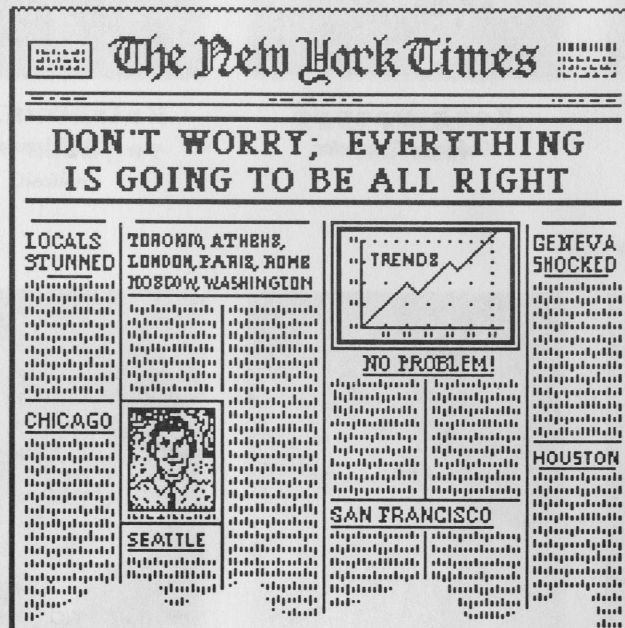 The New York Times
DON'T WORRY, EVERYTHING
IS GOING TO BE ALL RIGHT
LOCALS
STUNNED
CHICAGO
TORONTO, ATHENS,
LONDON, PARIS, ROME
MOSCOW, WASHINGTON
SEATTLE
TRENDS
NO PROBLEM!
SAN FRANCISCO
GENEVA
SHOCKED
HOUSTON